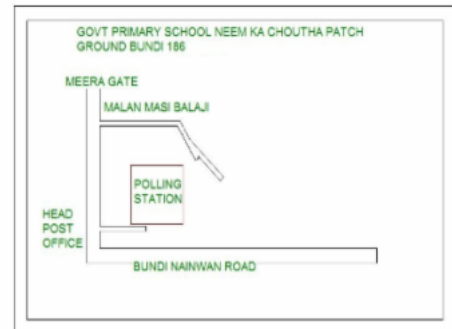 GOVT PRIMARY SCHOOL NEEM KA CHOUTHA PATCH
GROUND BUNDI 186
MEERA GATE
MALAN MASI BALAJI
POLLING
STATION
HEAD
POST
OFFICE
BUNDI NAINWAN ROAD